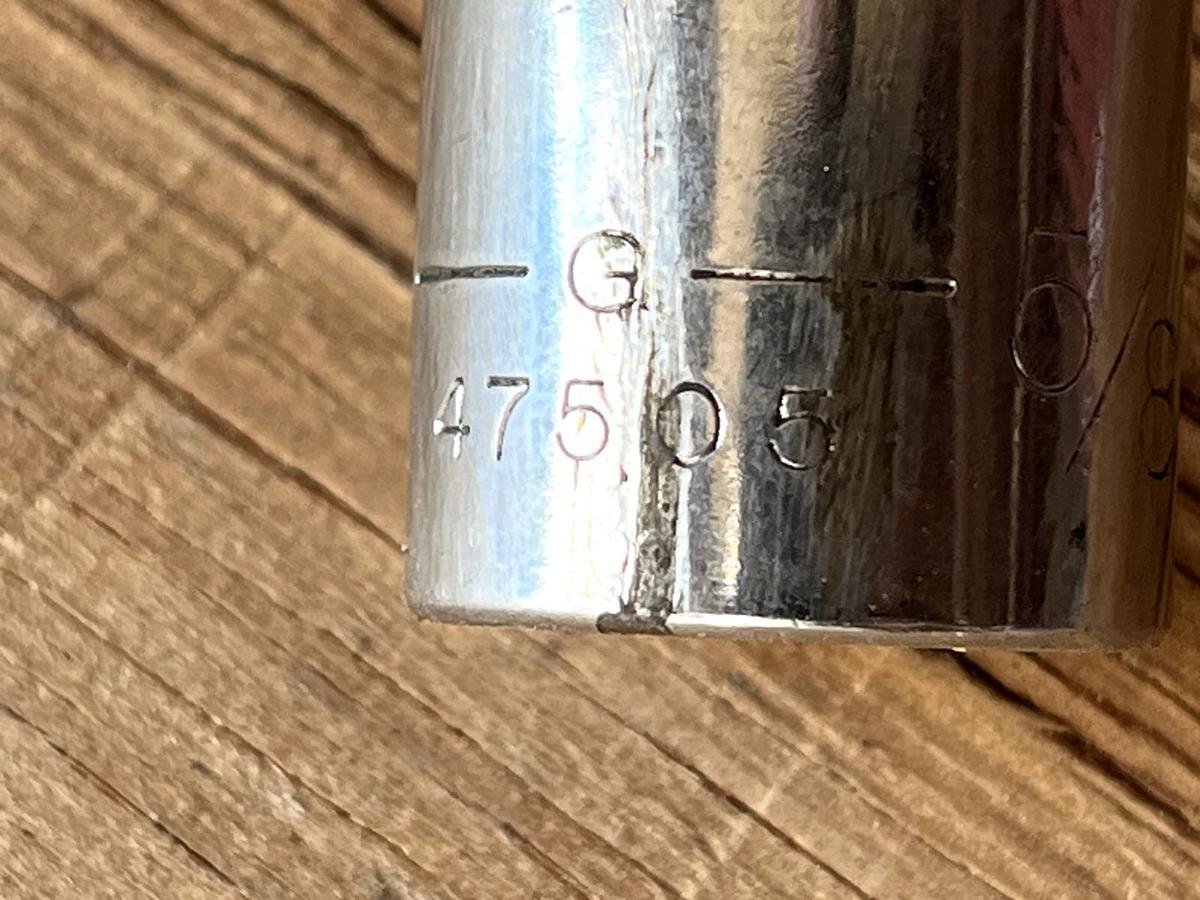 — G —
47505